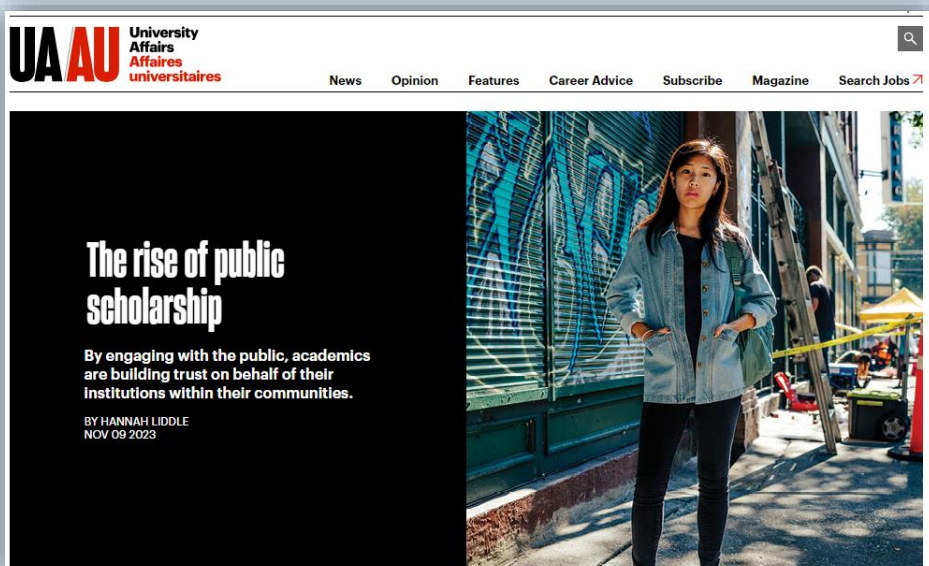 UA/AU
University
Affairs
Affaires
universitaires
News Opinion Features Career Advice Subscribe Magazine Search Jobs
The rise of public
scholarship
By engaging with the public, academics
are building trust on behalf of their
institutions within their communities.
BY HANNAH LIDDLE
NOV 09 2023